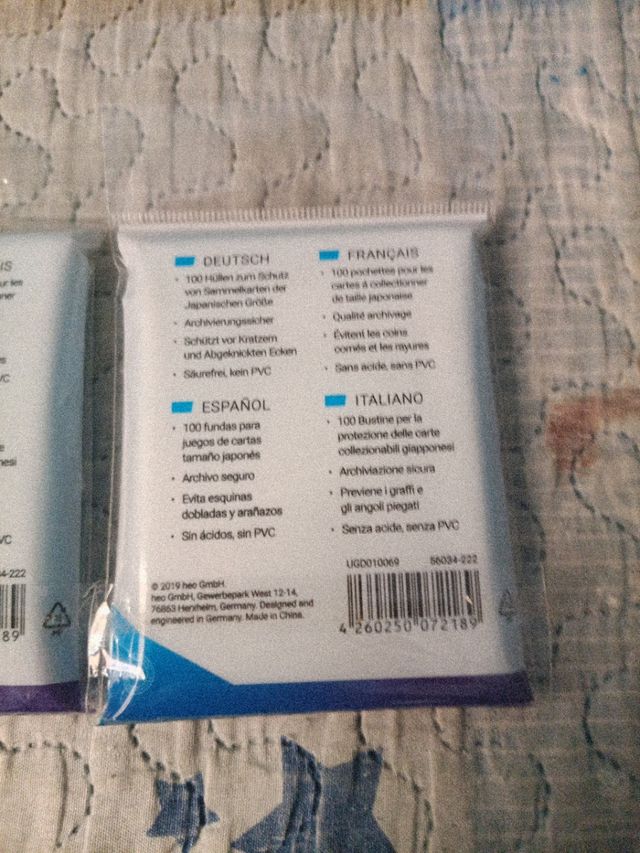 DEUTSCH
• 100 Hüllen zum Schutz
von Sammelkarten der
Japanischen Größe
• Archivierungssicher
• Schützt vor Kratzern
und Abgeknickten Ecken
• Säurefrei, kein PVC
FRANÇAIS
• 100 pochettes pour les
cartes à collectionner
de taille japonaise
• Qualité archivage
• Évitent les coins
cornés et les rayures
• Sans acide, sans PVC
ESPAÑOL
• 100 fundas para
juegos de cartas
tamaño japonés
• Archivo seguro
• Evita esquinas
dobladas y arañazos
• Sin ácidos, sin PVC
ITALIANO
• 100 Bustine per la
protezione delle carte
collezionabili giapponesi
• Archiviazione sicura
• Previene i graffi e
gli angoli piegati
• Senza acide, senza PVC
UGD010069 56034-222
© 2019 heo GmbH.
heo GmbH, Gewerbepark West 12-14,
76863 Herxheim, Germany. Designed and
engineered in Germany. Made in China.
4 260250 072189
4-222
89